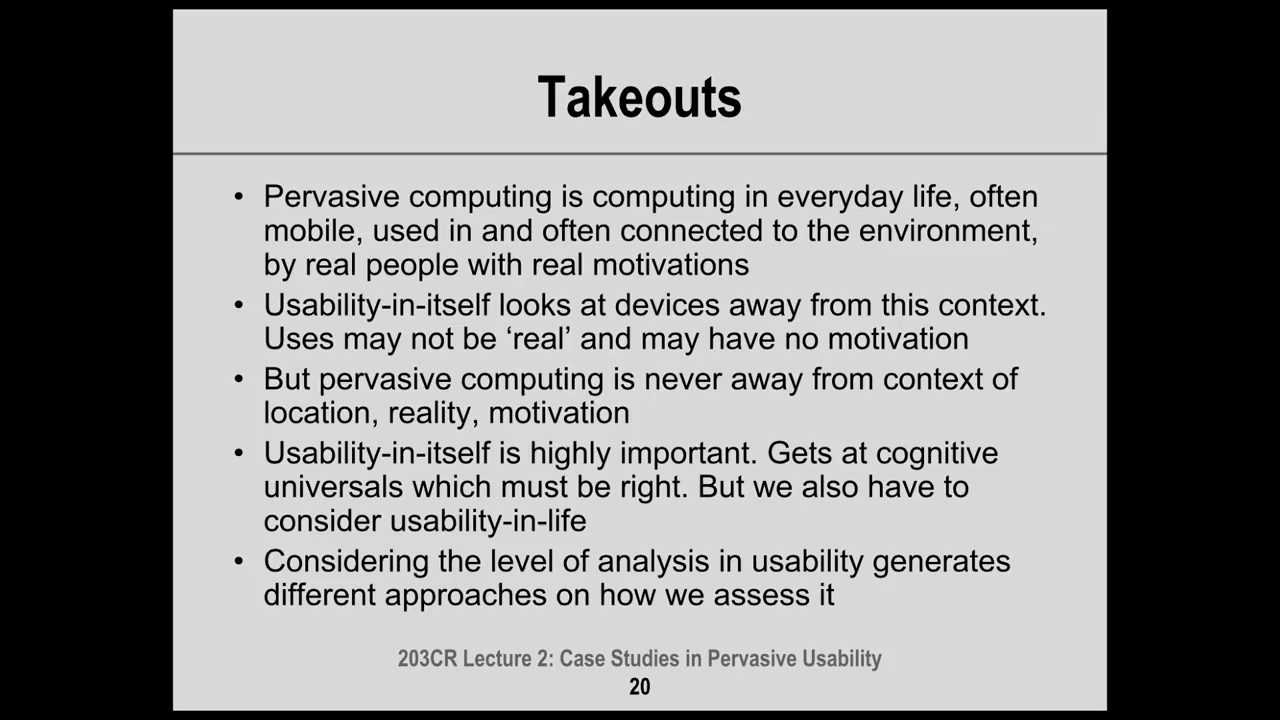 Takeouts
• Pervasive computing is computing in everyday life, often
mobile, used in and often connected to the environment,
by real people with real motivations
• Usability-in-itself looks at devices away from this context.
Uses may not be ‘real’ and may have no motivation
• But pervasive computing is never away from context of
location, reality, motivation
• Usability-in-itself is highly important. Gets at cognitive
universals which must be right. But we also have to
consider usability-in-life
• Considering the level of analysis in usability generates
different approaches on how we assess it
203CR Lecture 2: Case Studies in Pervasive Usability
20